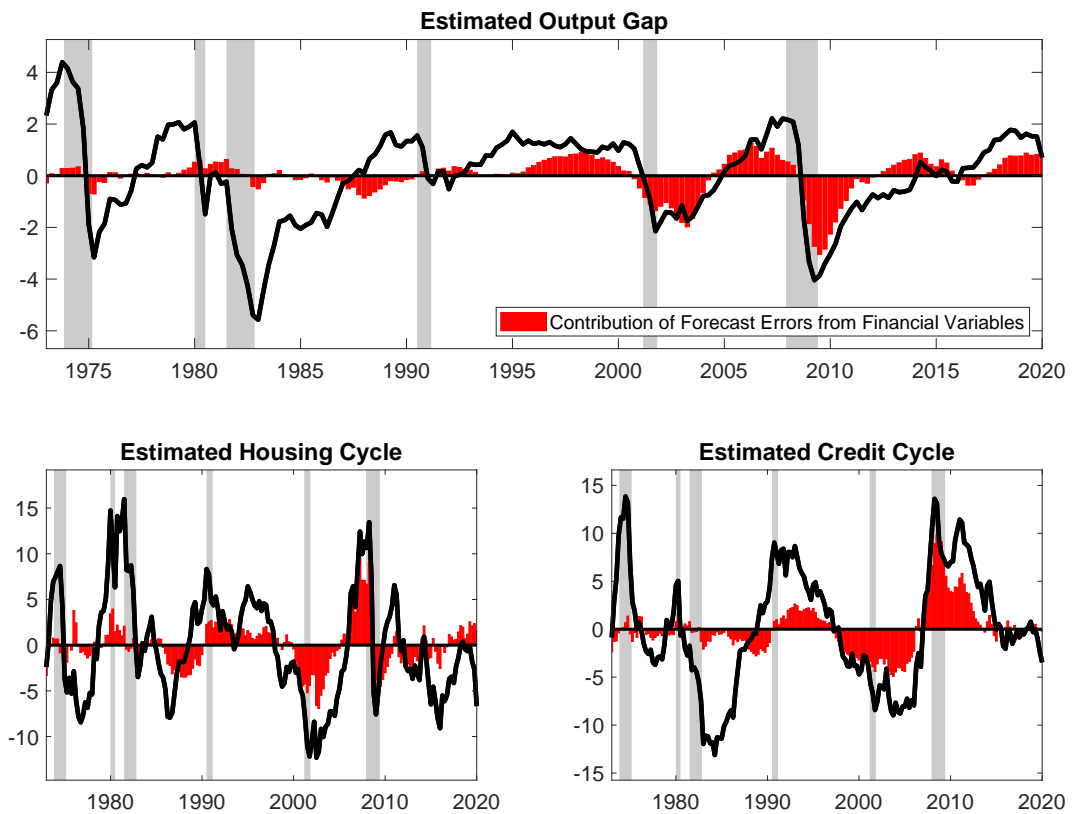 Estimated Output Gap
4
2
0
-2
-4
-6
Contribution of Forecast Errors from Financial Variables
1975 1980 1985 1990 1995 2000 2005 2010 2015 2020
Estimated Housing Cycle
15
10
5
0
-5
-10
1980 1990 2000 2010 2020
Estimated Credit Cycle
15
10
5
0
-5
-10
-15
1980 1990 2000 2010 2020